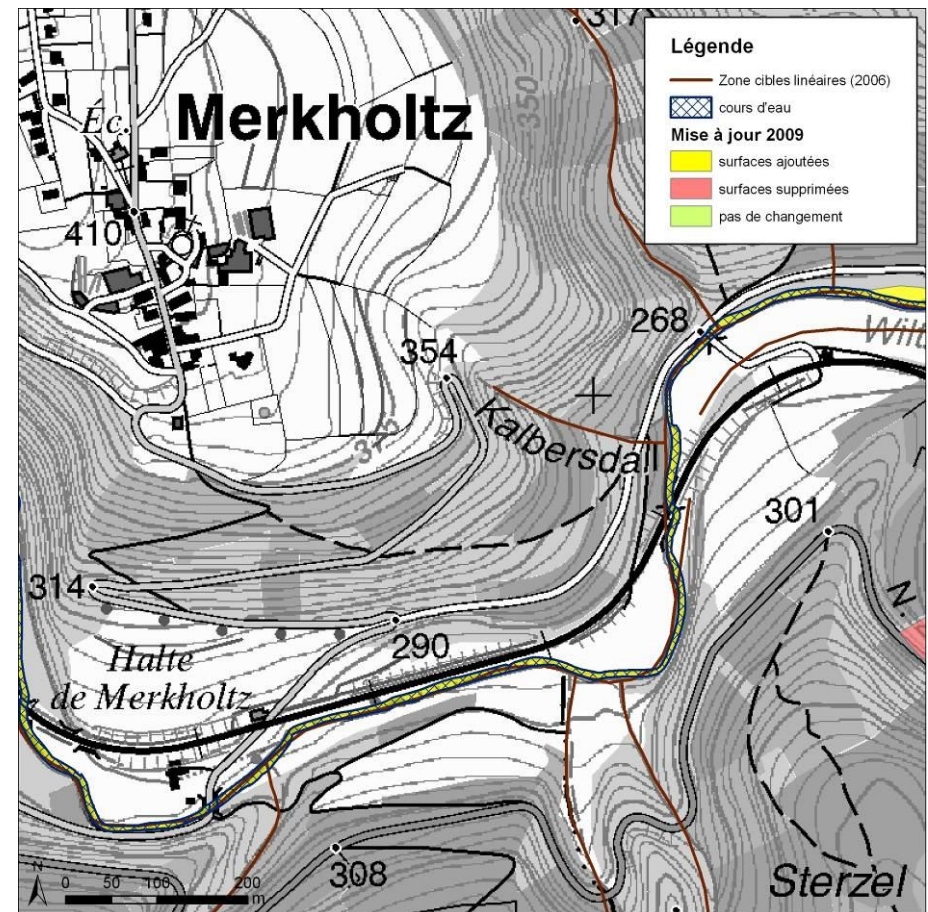 317
Légende
Zone cibles linéaires (2006)
cours d'eau
Mise à jour 2009
surfaces ajoutées
surfaces supprimées
pas de changement
350
Merkholtz
Éc.
410
268
Wilt
354
Kalbersdall
375
301
314
N.
290
Halte
de Merkholtz
308
Sterzel
N
0 50 100 200
m